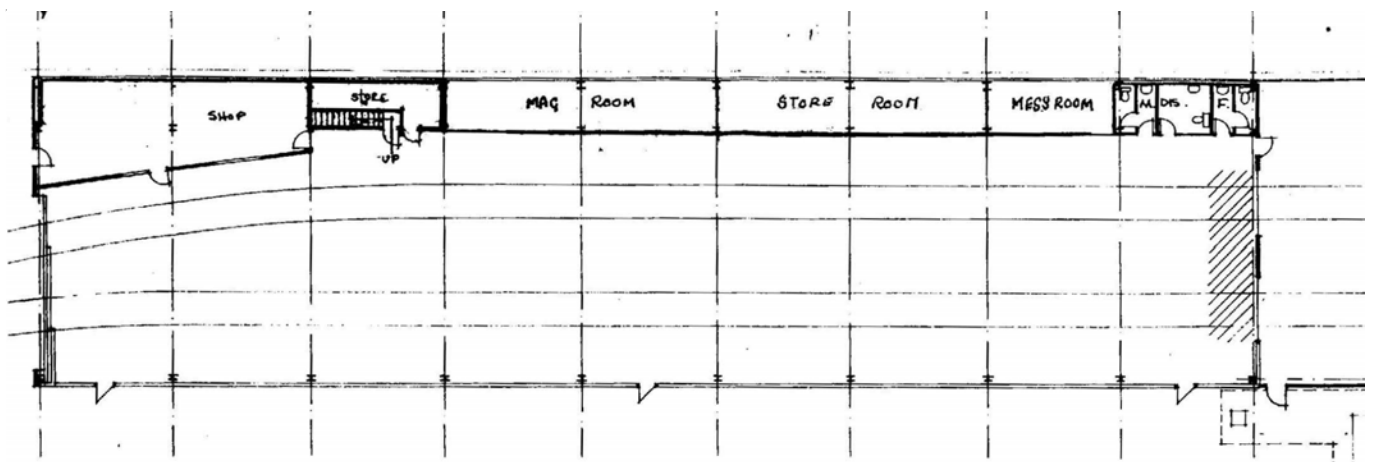 SHOP
STORE
UP
MAG ROOM
STORE ROOM
MESS ROOM
M.
DIS.
F.